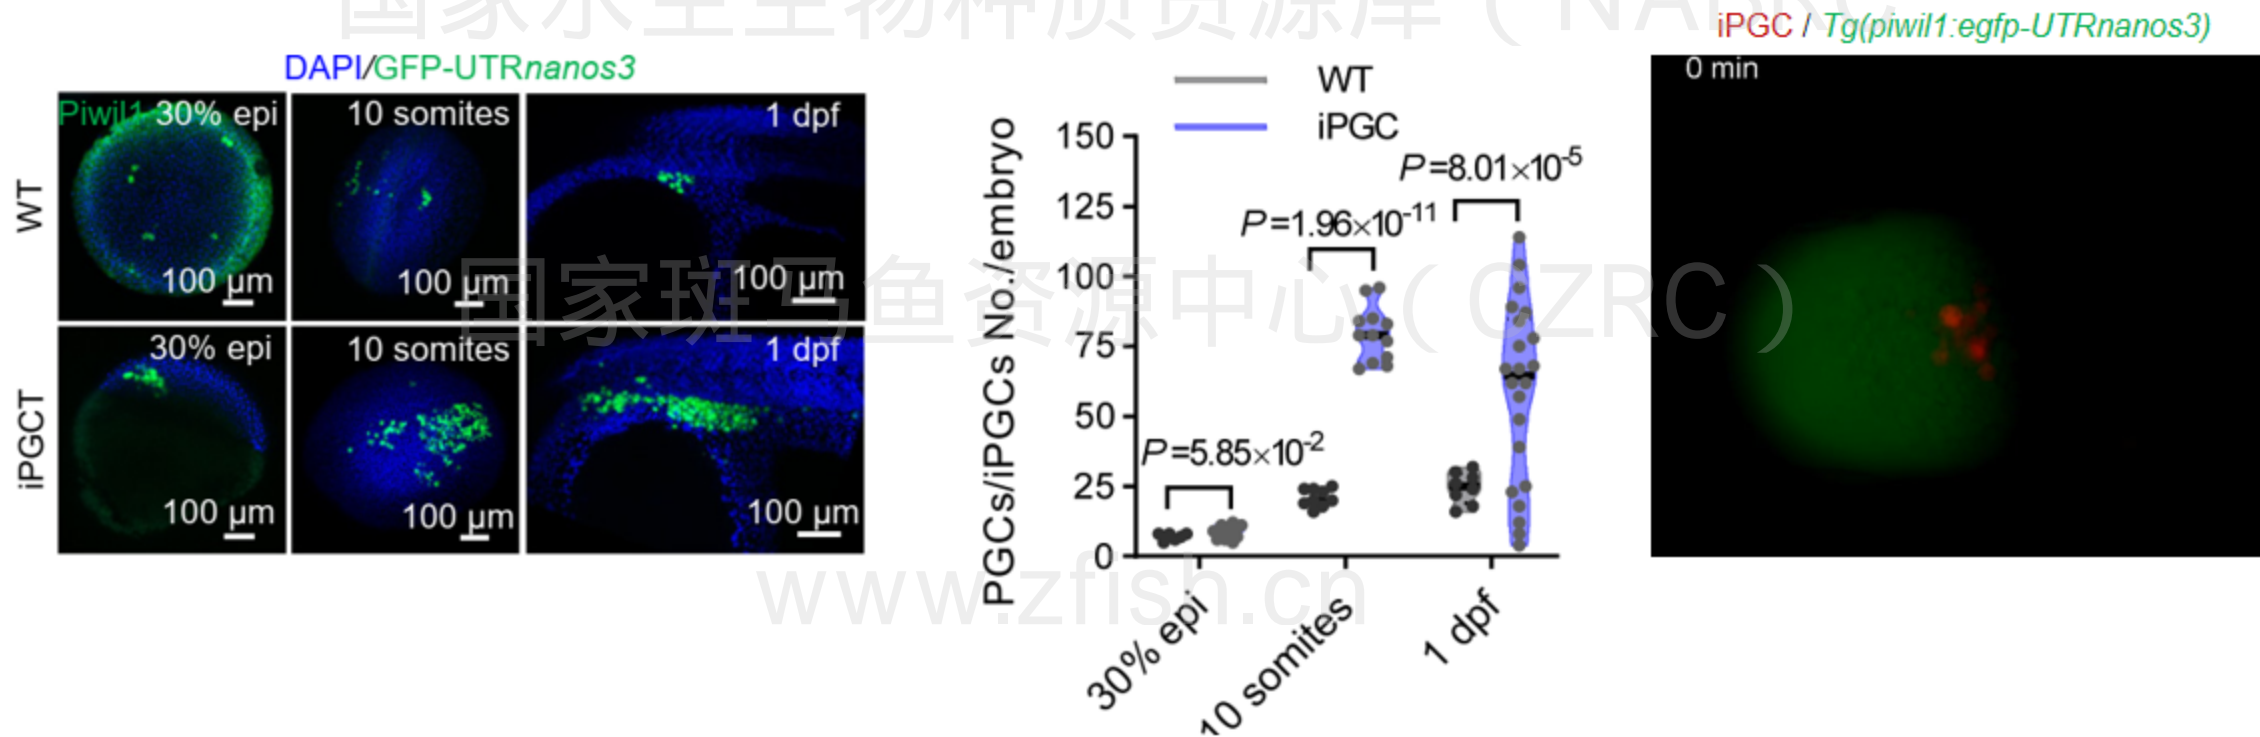 国家水生生物种质资源库（NAHRC
iPGC / Tg(piwil1:egfp-UTRnanos3)
DAPI/GFP-UTRnanos3
Piwil1
30% epi
10 somites
1 dpf
WT
100 µm
100 µm
100 µm
30% epi
10 somites
1 dpf
iPGCT
100 µm
100 µm
100 µm
WT
iPGC
PGCs/iPGCs No./embryo
150
125
100
75
50
25
0
P=5.85×10-2
P=1.96×10-11
P=8.01×10-5
30% epi
10 somites
1 dpf
0 min
国家斑马鱼资源中心（CZRC）
www.zfish.cn